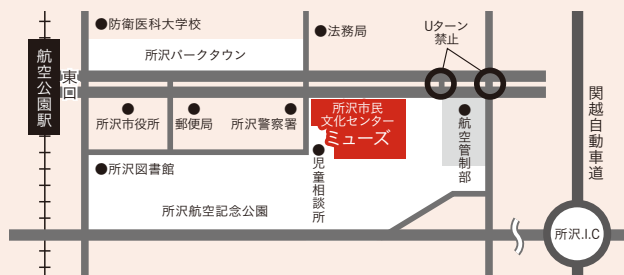 ●防衛医科大学校
●法務局
Uターン
禁止
所沢パークタウン
航空公園駅
東口
所沢市役所
郵便局
所沢警察署
所沢市民
文化センター
ミューズ
航空管制部
関越自動車道
●所沢図書館
児童相談所
所沢航空記念公園
所沢.I.C